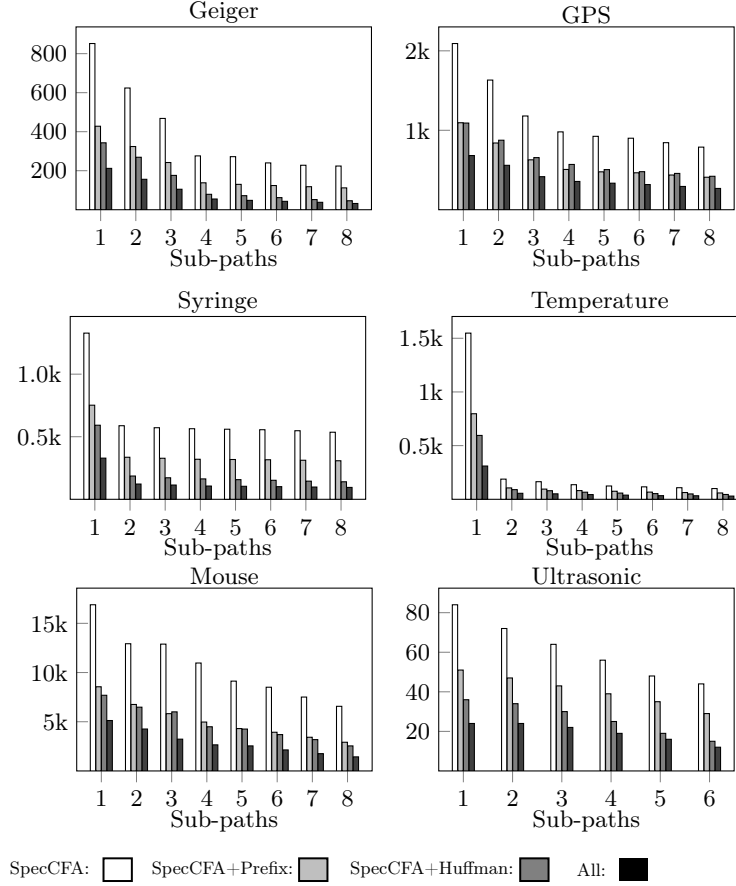 Geiger
800
600
400
200
1 2 3 4 5 6 7 8
Sub-paths
GPS
2k
1k
1 2 3 4 5 6 7 8
Sub-paths
Syringe
1.0k
0.5k
1 2 3 4 5 6 7 8
Sub-paths
Temperature
1.5k
1k
0.5k
1 2 3 4 5 6 7 8
Sub-paths
Mouse
15k
10k
5k
1 2 3 4 5 6 7 8
Sub-paths
Ultrasonic
80
60
40
20
1 2 3 4 5 6
Sub-paths
SpecCFA: SpecCFA+Prefix: SpecCFA+Huffman: All: